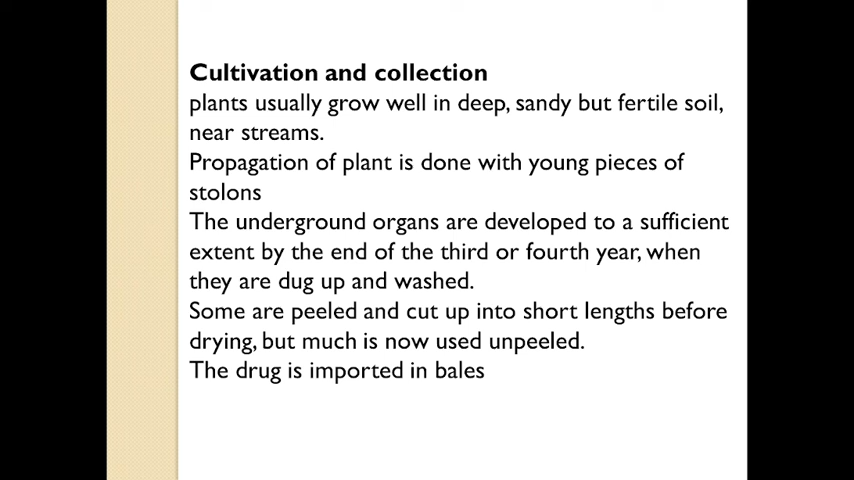 Cultivation and collection
plants usually grow well in deep, sandy but fertile soil,
near streams.
Propagation of plant is done with young pieces of
stolons
The underground organs are developed to a sufficient
extent by the end of the third or fourth year, when
they are dug up and washed.
Some are peeled and cut up into short lengths before
drying, but much is now used unpeeled.
The drug is imported in bales